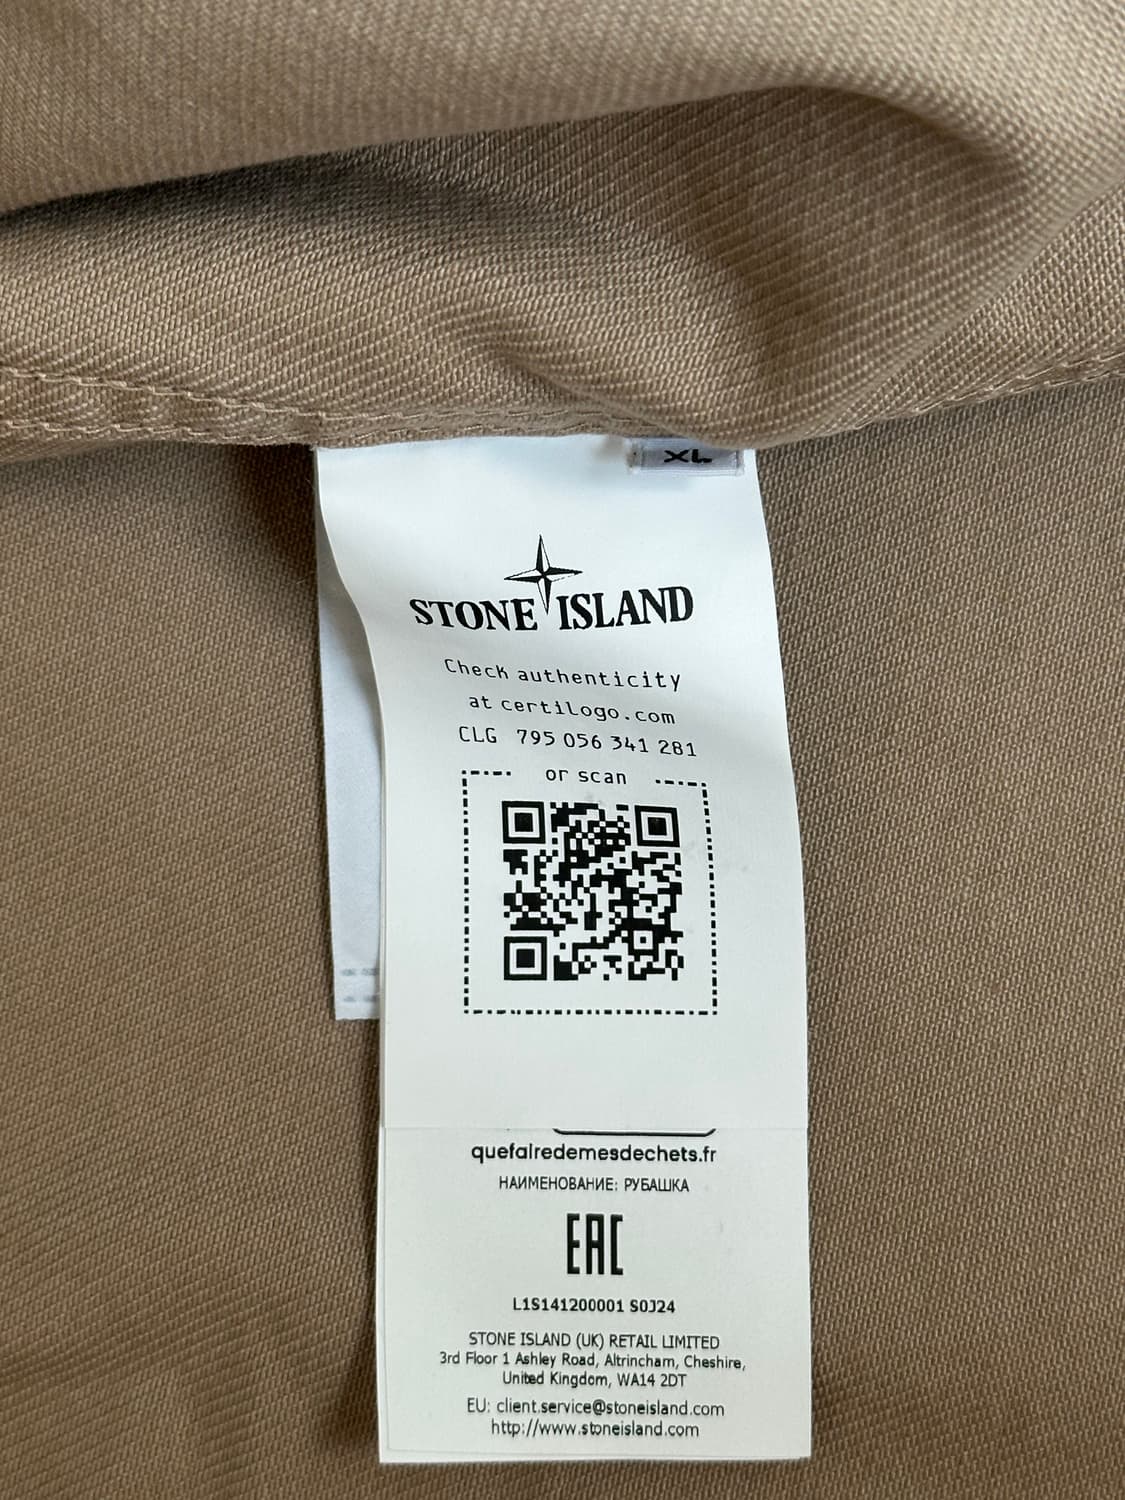 XL
STONE ISLAND
Check authenticity
at certilogo.com
CLG 795 056 341 281
or scan
quefairedemesdechets.fr
НАИМЕНОВАНИЕ: РУБАШКА
EAC
L1S141200001 S0J24
STONE ISLAND (UK) RETAIL LIMITED
3rd Floor 1 Ashley Road, Altrincham, Cheshire,
United Kingdom, WA14 2DT
EU: client.service@stoneisland.com
http://www.stoneisland.com